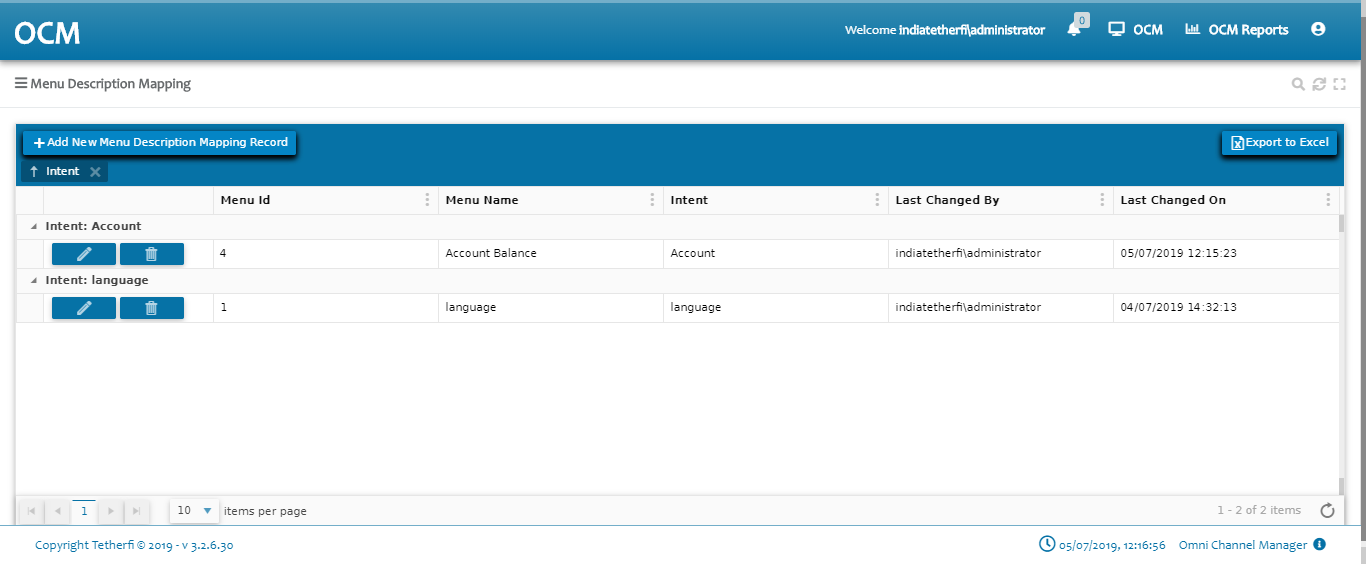 OCM
Welcome indiatetherfi\administrator
0
OCM
OCM Reports
Menu Description Mapping
Add New Menu Description Mapping Record
Export to Excel
Intent
Menu Id Menu Name Intent Last Changed By Last Changed On
Intent: Account
4 Account Balance Account indiatetherfi\administrator 05/07/2019 12:15:23
Intent: language
1 language language indiatetherfi\administrator 04/07/2019 14:32:13
1 10 items per page 1 - 2 of 2 items
Copyright Tetherfi © 2019 - v 3.2.6.30 05/07/2019, 12:16:56 Omni Channel Manager